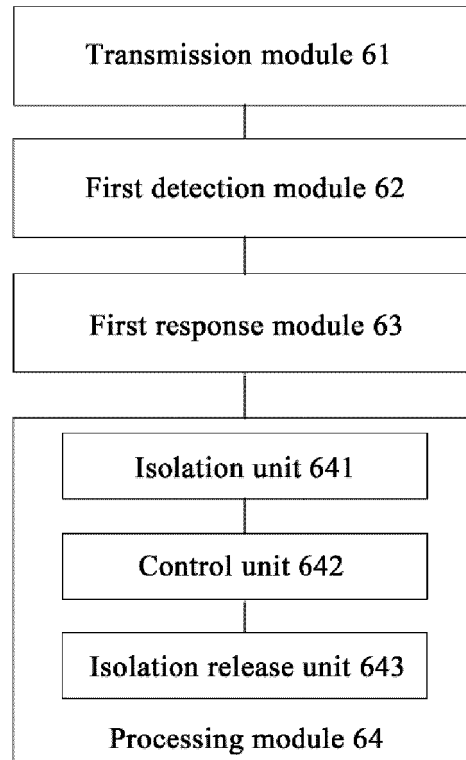 Transmission module 61
First detection module 62
First response module 63
Isolation unit 641
Control unit 642
Isolation release unit 643
Processing module 64